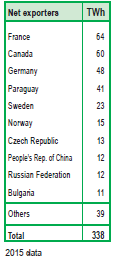 Net exporters TWh
France 64
Canada 60
Germany 48
Paraguay 41
Sweden 23
Norway 15
Czech Republic 13
People's Rep. of China 12
Russian Federation 12
Bulgaria 11
Others 39
Total 338
2015 data